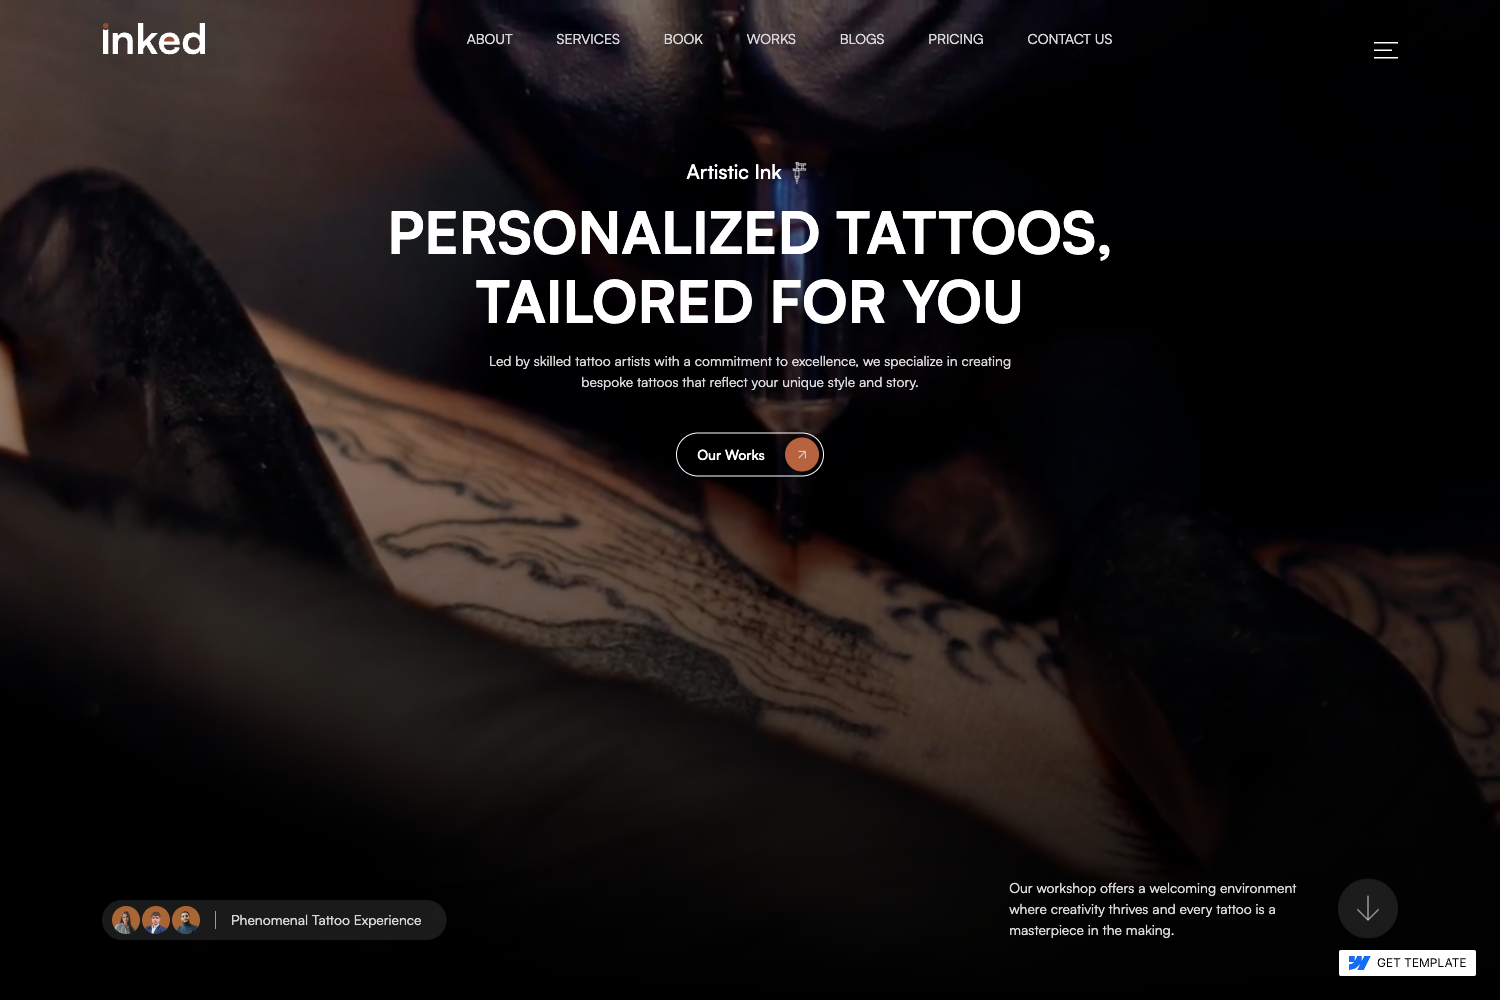 inked
ABOUT SERVICES BOOK WORKS BLOGS PRICING CONTACT US
Artistic Ink
PERSONALIZED TATTOOS,
TAILORED FOR YOU
Led by skilled tattoo artists with a commitment to excellence, we specialize in creating
bespoke tattoos that reflect your unique style and story.
Our Works
Phenomenal Tattoo Experience
Our workshop offers a welcoming environment
where creativity thrives and every tattoo is a
masterpiece in the making.
GET TEMPLATE